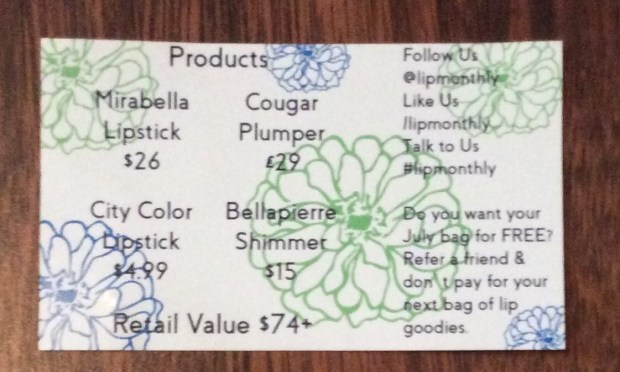 Products
Mirabella
Lipstick
$26
Cougar
Plumper
£29
City Color
Lipstick
$4.99
Bellapierre
Shimmer
$15
Retail Value $74+
Follow Us
@lipmonthly
Like Us
/lipmonthly
Talk to Us
#lipmonthly
Do you want your
July bag for FREE?
Refer a friend &
don t pay for your
next bag of lip
goodies.